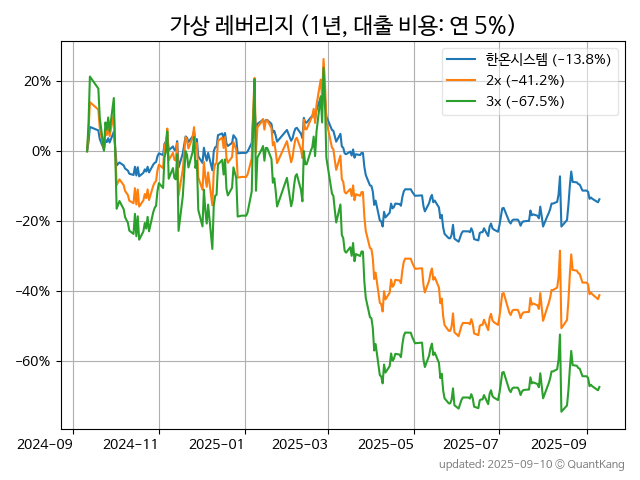 가상 레버리지 (1년, 대출 비용: 연 5%)
한온시스템 (−13.8%)
2x (−41.2%)
3x (−67.5%)
20%
0%
−20%
−40%
−60%
2024-09 2024-11 2025-01 2025-03 2025-05 2025-07 2025-09
updated: 2025-09-10 © QuantKang